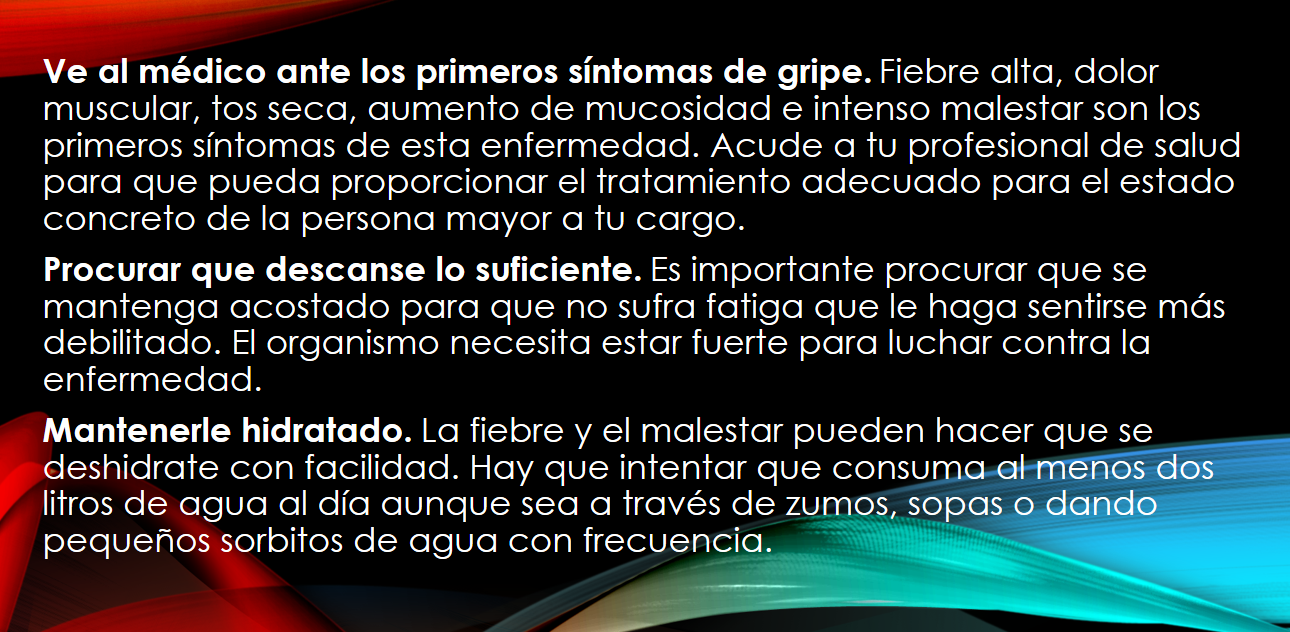 Ve al médico ante los primeros síntomas de gripe. Fiebre alta, dolor
muscular, tos seca, aumento de mucosidad e intenso malestar son los
primeros síntomas de esta enfermedad. Acude a tu profesional de salud
para que pueda proporcionar el tratamiento adecuado para el estado
concreto de la persona mayor a tu cargo.
Procurar que descanse lo suficiente. Es importante procurar que se
mantenga acostado para que no sufra fatiga que le haga sentirse más
debilitado. El organismo necesita estar fuerte para luchar contra la
enfermedad.
Mantenerle hidratado. La fiebre y el malestar pueden hacer que se
deshidrate con facilidad. Hay que intentar que consuma al menos dos
litros de agua al día aunque sea a través de zumos, sopas o dando
pequeños sorbitos de agua con frecuencia.